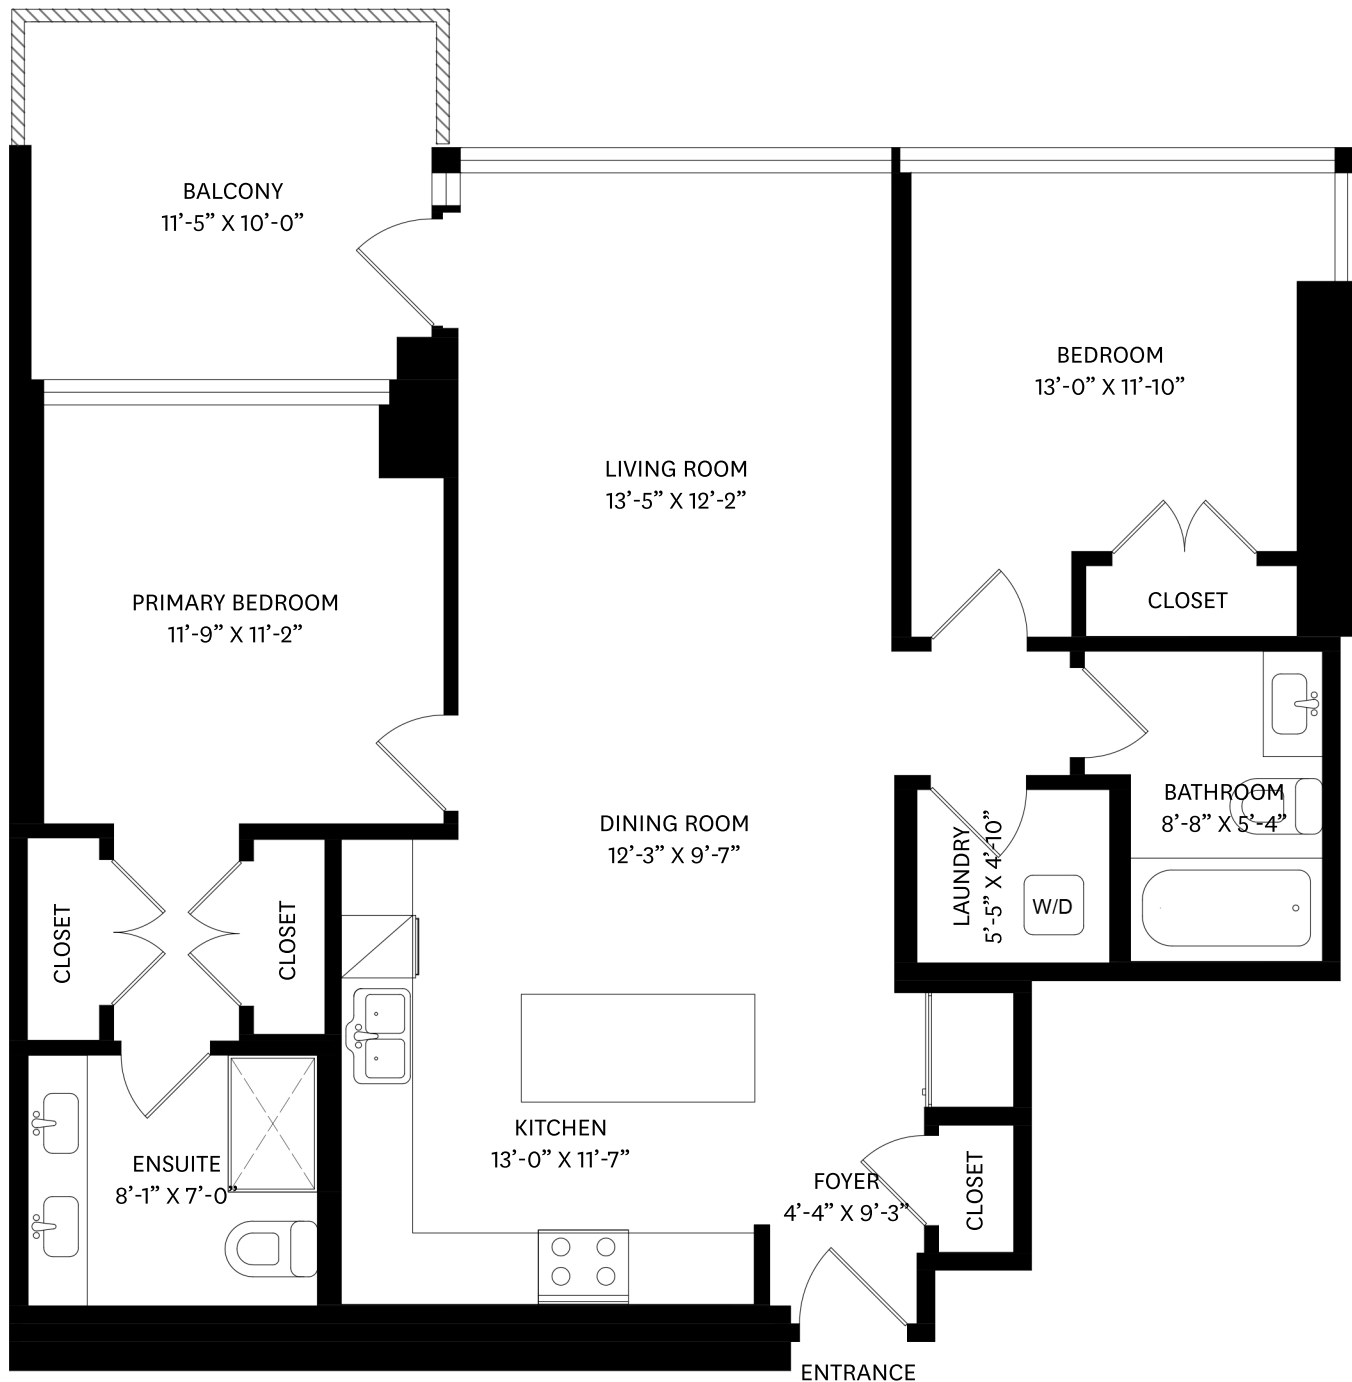 BALCONY
11’-5” X 10’-0”
BEDROOM
13’-0” X 11’-10”
LIVING ROOM
13’-5” X 12’-2”
CLOSET
PRIMARY BEDROOM
11’-9” X 11’-2”
BATHROOM
8’-8” X 5’-4”
DINING ROOM
12’-3” X 9’-7”
LAUNDRY
5’-5” X 4’-10”
W/D
CLOSET
CLOSET
KITCHEN
13’-0” X 11’-7”
ENSUITE
8’-1” X 7’-0”
FOYER
4’-4” X 9’-3”
CLOSET
ENTRANCE